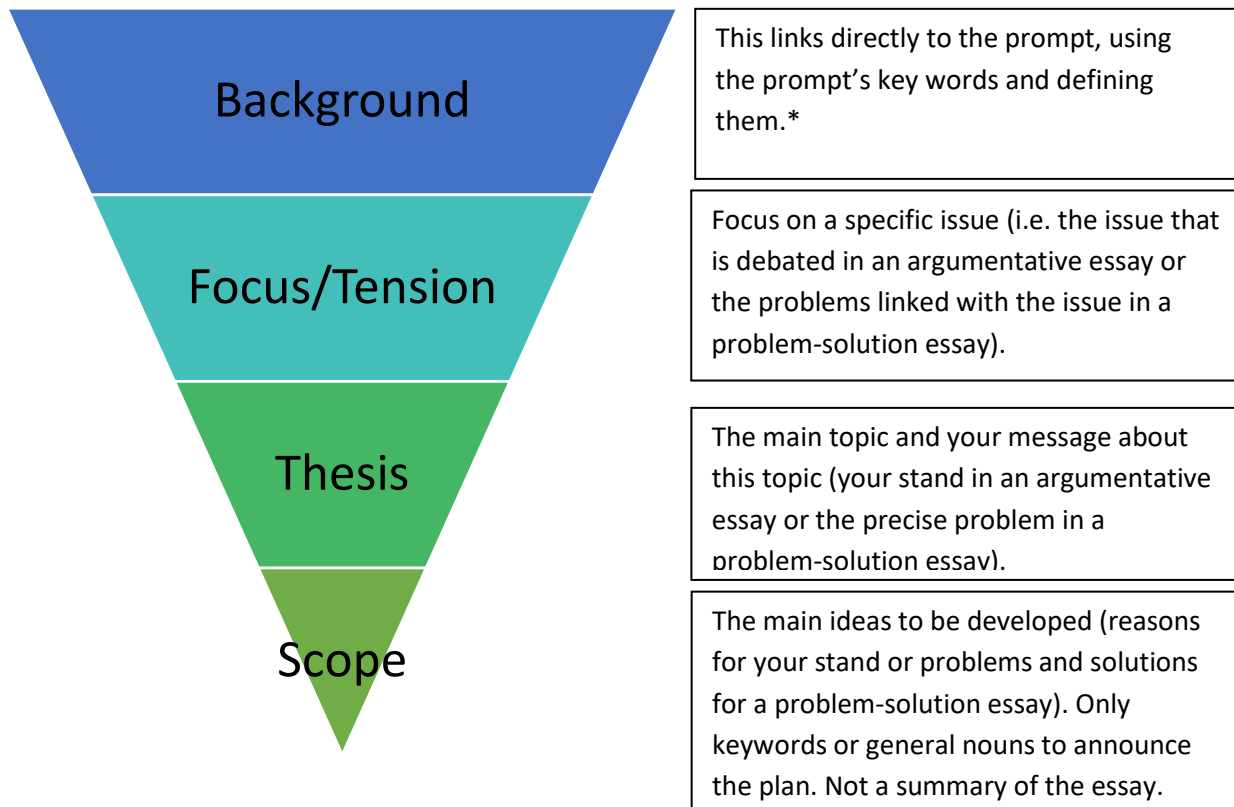 Background
This links directly to the prompt, using
the prompt’s key words and defining
them.*
Focus/Tension
Focus on a specific issue (i.e. the issue that
is debated in an argumentative essay or
the problems linked with the issue in a
problem-solution essay).
Thesis
The main topic and your message about
this topic (your stand in an argumentative
essay or the precise problem in a
problem-solution essay).
Scope
The main ideas to be developed (reasons
for your stand or problems and solutions
for a problem-solution essay). Only
keywords or general nouns to announce
the plan. Not a summary of the essay.